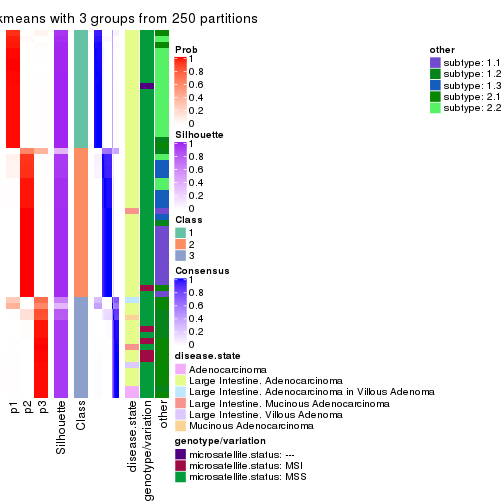 kmeans with 3 groups from 250 partitions
Prob
1
0.8
0.6
0.4
0.2
0
Silhouette
1
0.8
0.6
0.4
0.2
0
Class
1
2
3
Consensus
1
0.8
0.6
0.4
0.2
0
disease.state
Adenocarcinoma
Large Intestine. Adenocarcinoma
Large Intestine. Adenocarcinoma in Villous Adenoma
Large Intestine. Mucinous Adenocarcinoma
Large Intestine. Villous Adenoma
Mucinous Adenocarcinoma
genotype/variation
microsatellite.status: ---
microsatellite.status: MSI
microsatellite.status: MSS
other
subtype: 1.1
subtype: 1.2
subtype: 1.3
subtype: 2.1
subtype: 2.2
p1
p2
p3
Silhouette
Class
disease.state
genotype/variation
other